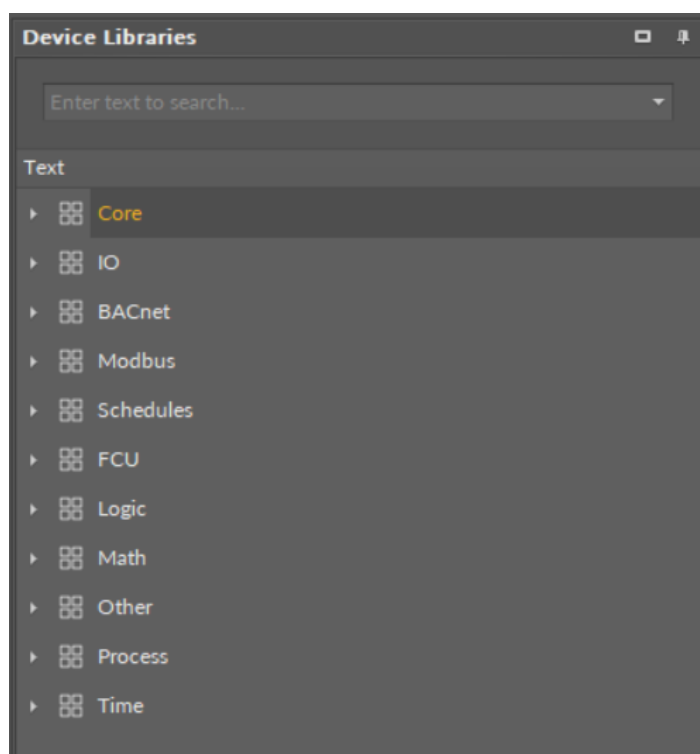 Device Libraries
Enter text to search...
Text
Core
IO
BACnet
Modbus
Schedules
FCU
Logic
Math
Other
Process
Time